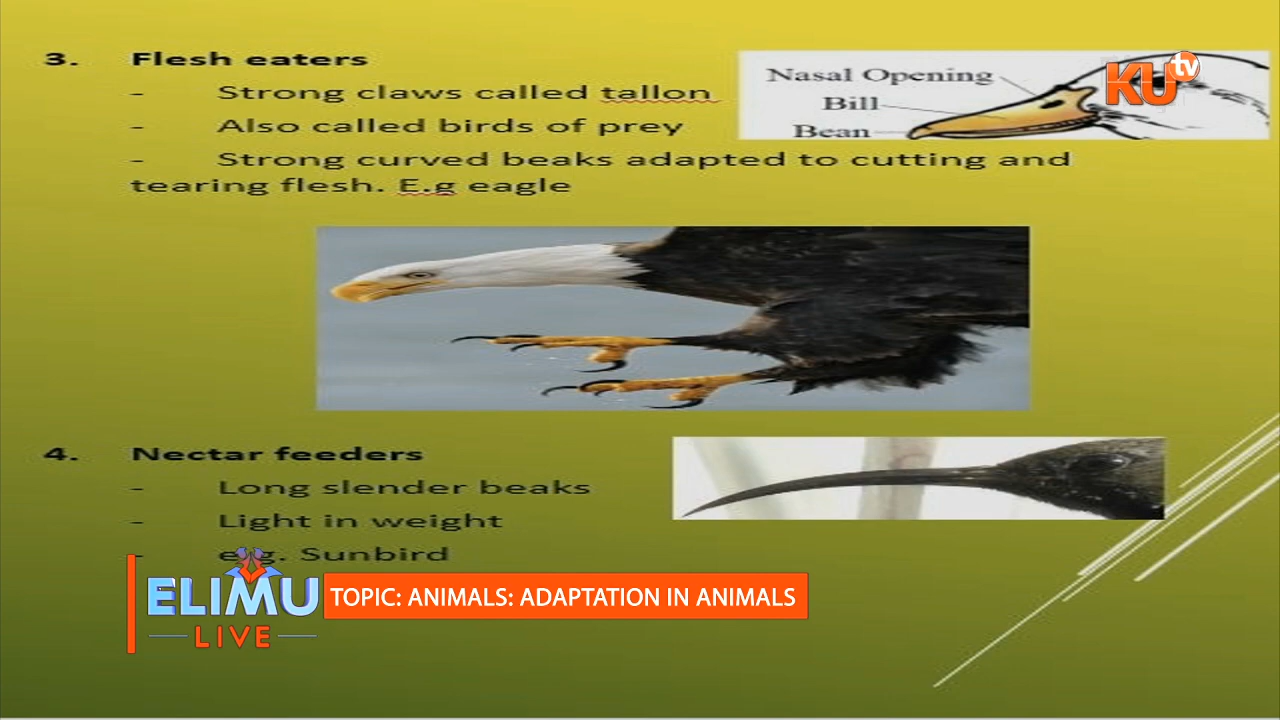 3. Flesh eaters
- Strong claws called tallon
- Also called birds of prey
- Strong curved beaks adapted to cutting and
tearing flesh. E.g eagle
Nasal Opening
Bill
Bean
KU tv
4. Nectar feeders
- Long slender beaks
- Light in weight
- e.g. Sunbird
ELIMU
LIVE
TOPIC: ANIMALS: ADAPTATION IN ANIMALS